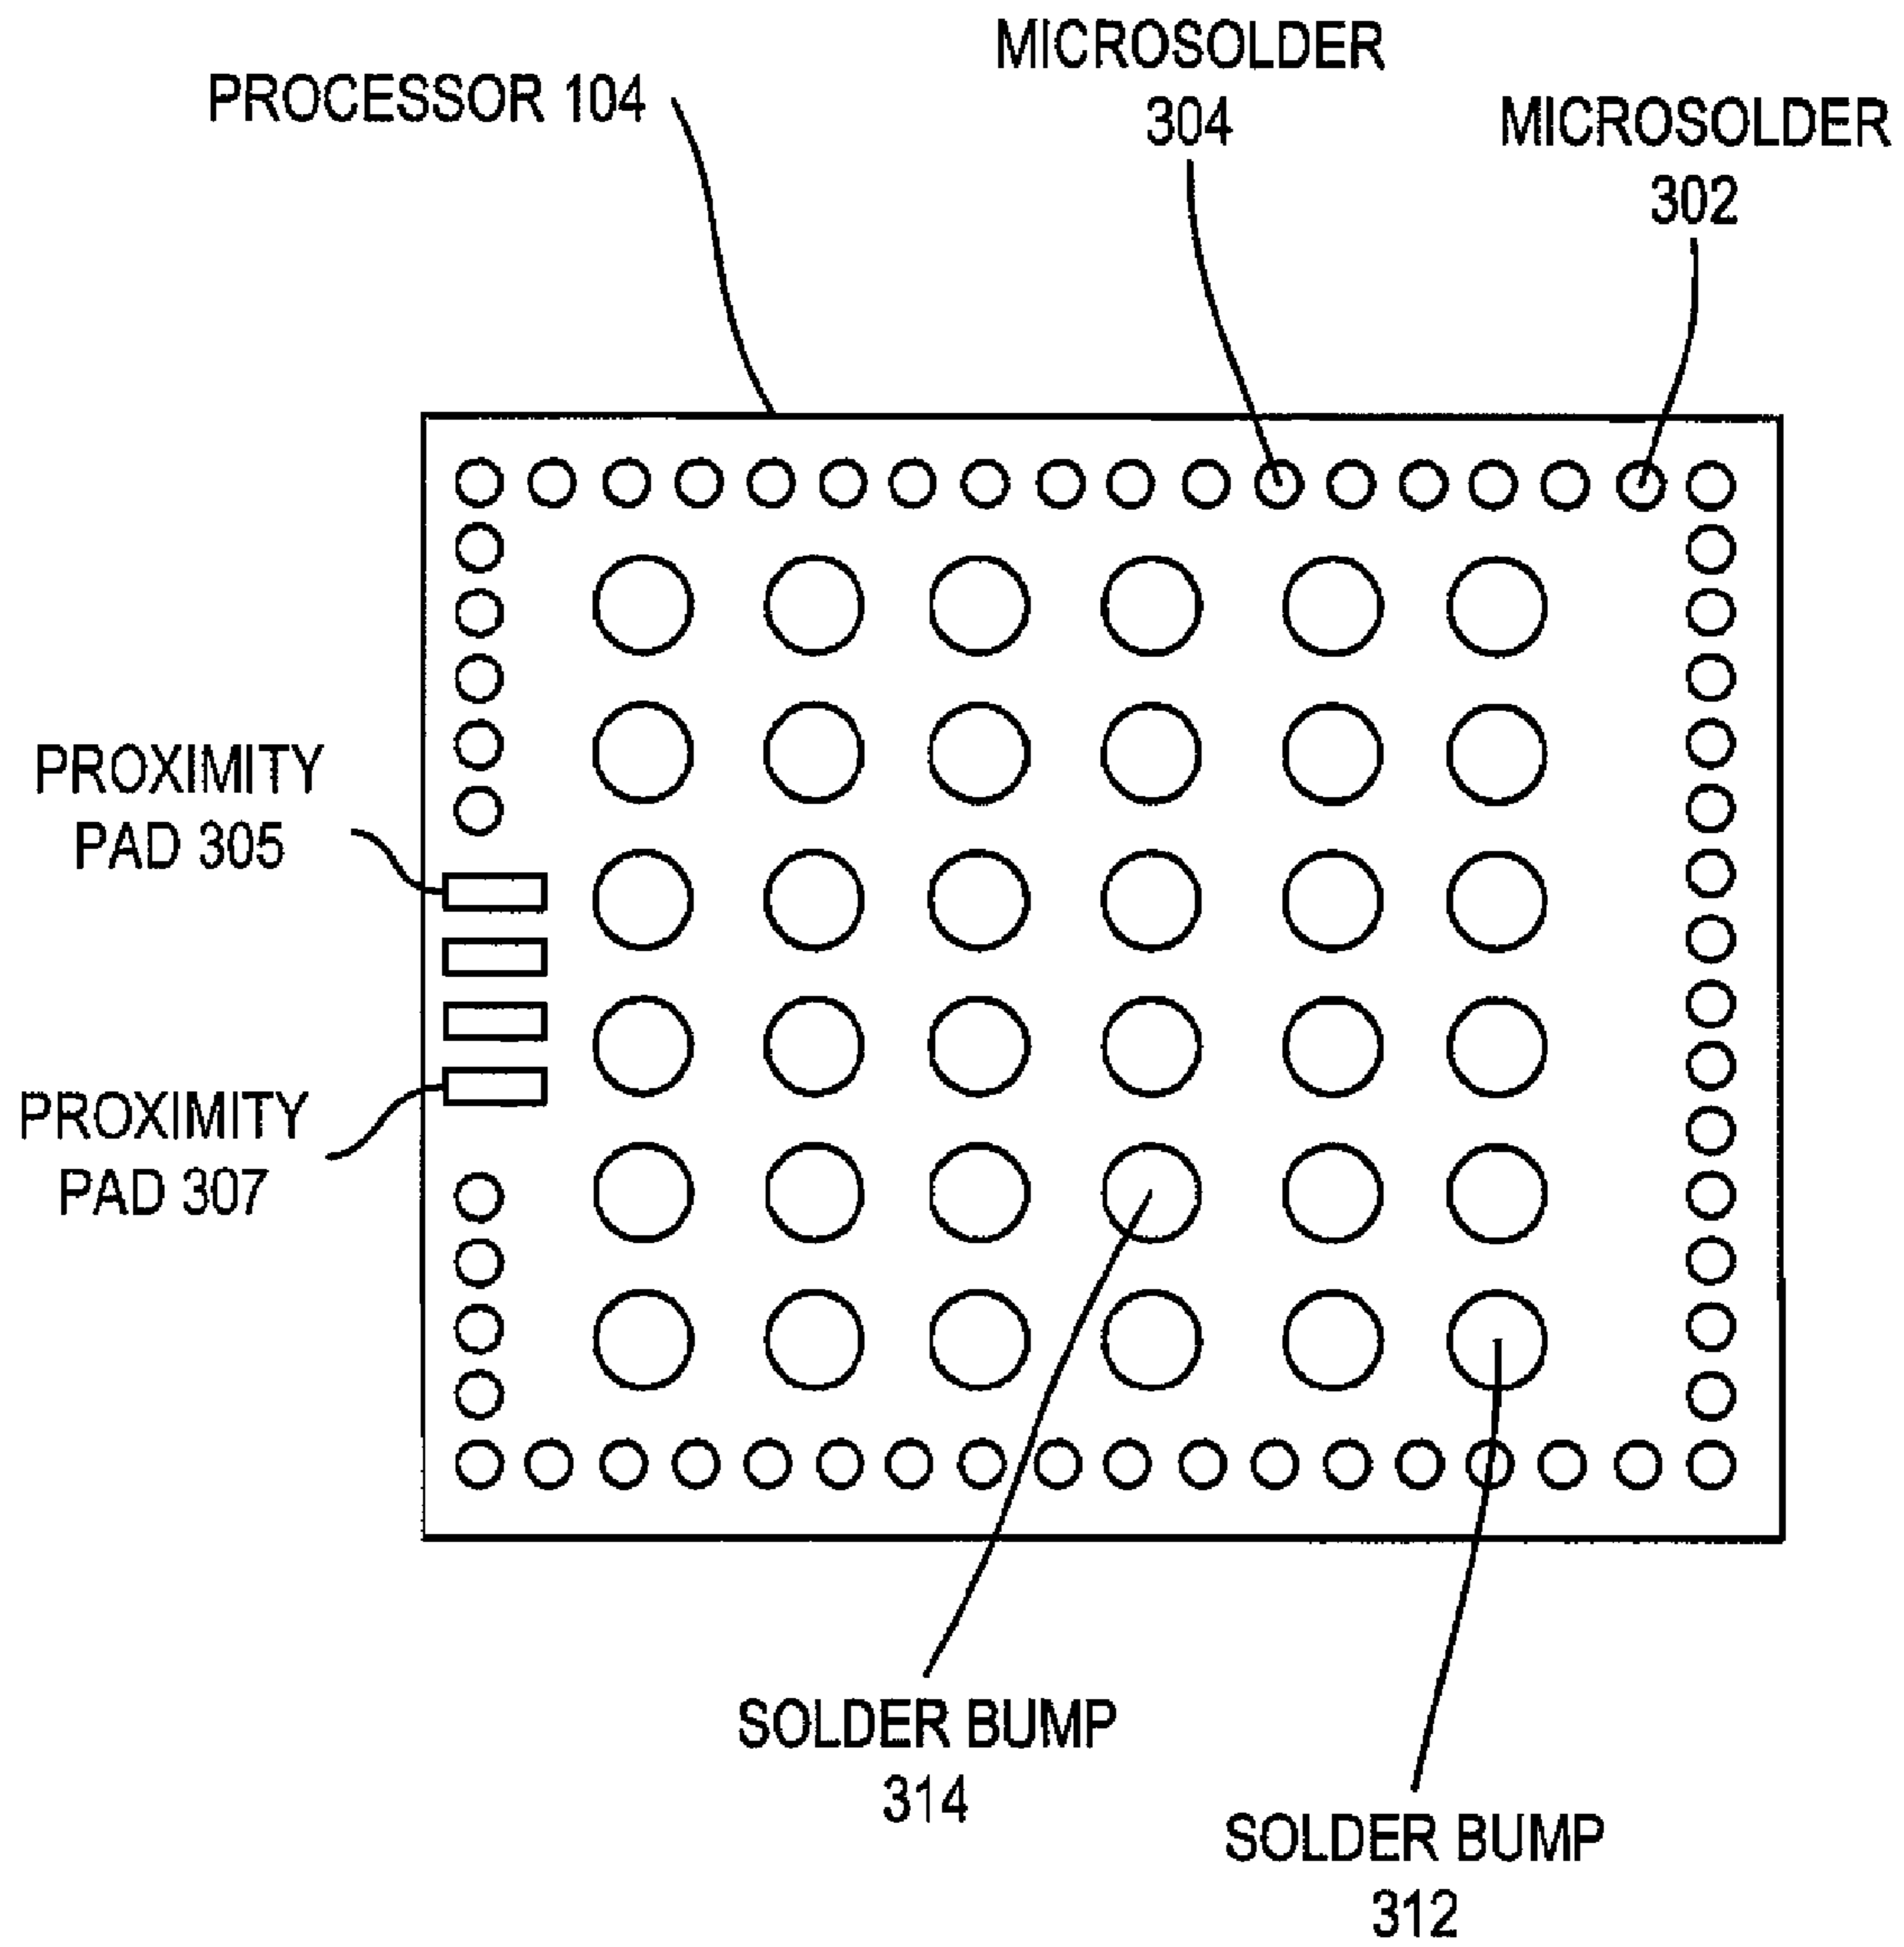 MICROSOLDER
304
PROCESSOR 104
MICROSOLDER
302
PROXIMITY
PAD 305
PROXIMITY
PAD 307
SOLDER BUMP
314
SOLDER BUMP
312